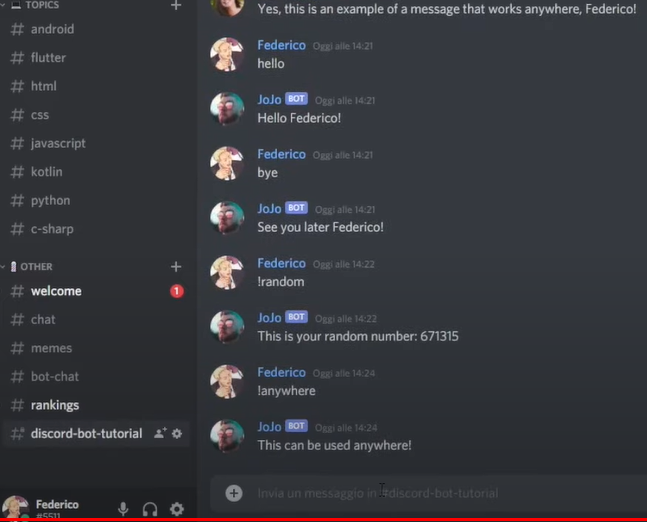 TOPICS +
# android
# flutter
# html
# css
# javascript
# kotlin
# python
# c-sharp
OTHER +
# welcome 1
# chat
# memes
# bot-chat
# rankings
# discord-bot-tutorial
Federico
#5511
Yes, this is an example of a message that works anywhere, Federico!
Federico Oggi alle 14:21
hello
JoJo BOT Oggi alle 14:21
Hello Federico!
Federico Oggi alle 14:21
bye
JoJo BOT Oggi alle 14:21
See you later Federico!
Federico Oggi alle 14:22
!random
JoJo BOT Oggi alle 14:22
This is your random number: 671315
Federico Oggi alle 14:24
!anywhere
JoJo BOT Oggi alle 14:24
This can be used anywhere!
Invia un messaggio in #discord-bot-tutorial